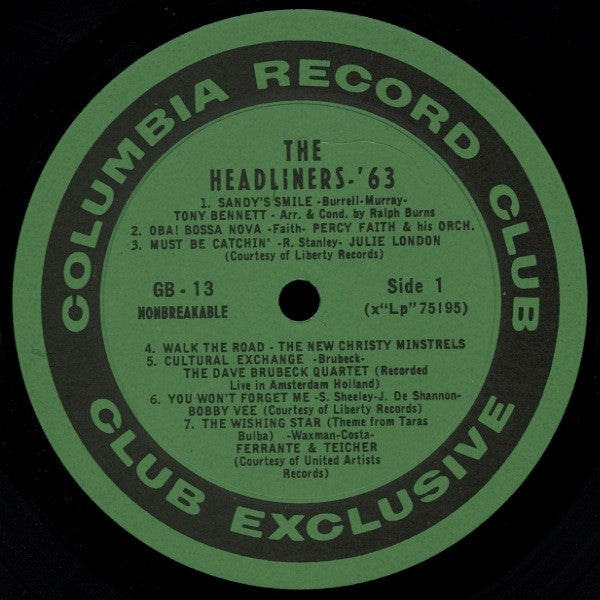 COLUMBIA RECORD CLUB
THE
HEADLINERS-'63
1. SANDY'S SMILE -Burrell-Murray-
TONY BENNETT - Arr. & Cond. by Ralph Burns
2. OBA! BOSSA NOVA -Faith- PERCY FAITH & his ORCH.
3. MUST BE CATCHIN' -R. Stanley- JULIE LONDON
(Courtesy of Liberty Records)
GB - 13
NONBREAKABLE
Side 1
(x"Lp"75195)
4. WALK THE ROAD - THE NEW CHRISTY MINSTRELS
5. CULTURAL EXCHANGE -Brubeck-
THE DAVE BRUBECK QUARTET (Recorded
Live in Amsterdam Holland)
6. YOU WON'T FORGET ME -S. Sheeley-J. De Shannon-
BOBBY VEE (Courtesy of Liberty Records)
7. THE WISHING STAR (Theme from Taras
Bulba) -Waxman-Costa-
FERRANTE & TEICHER
(Courtesy of United Artists
Records)
CLUB EXCLUSIVE